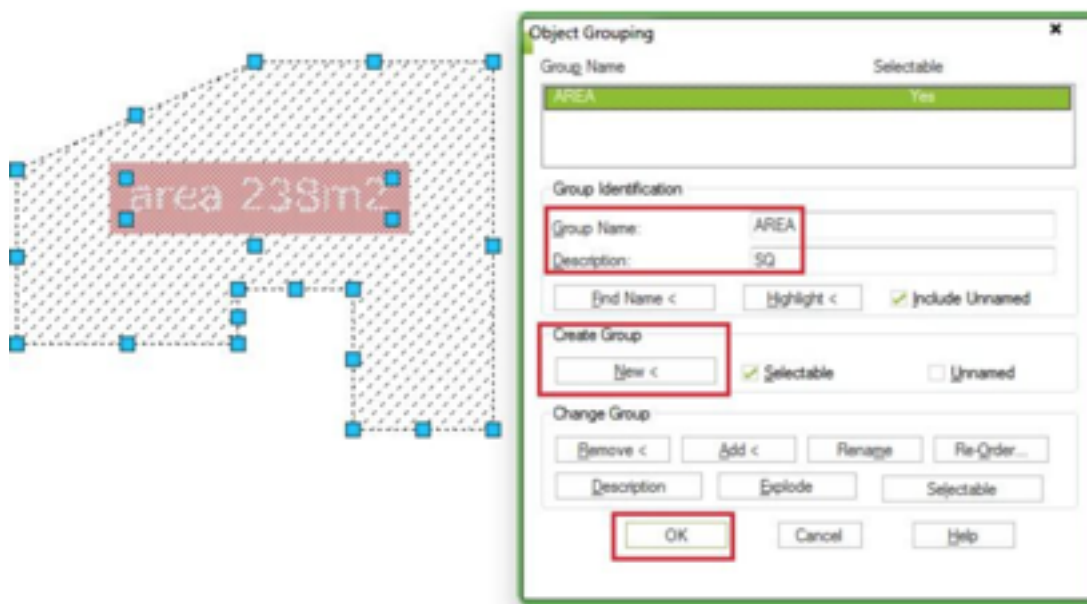 Object Grouping
Group Name Selectable
AREA Yes
area 238m2
Group Identification
Group Name: AREA
Description: SQ
Find Name < Highlight < Include Unnamed
Create Group
New < Selectable Unnamed
Change Group
Remove < Add < Rename Re-Order...
Description Explode Selectable
OK Cancel Help